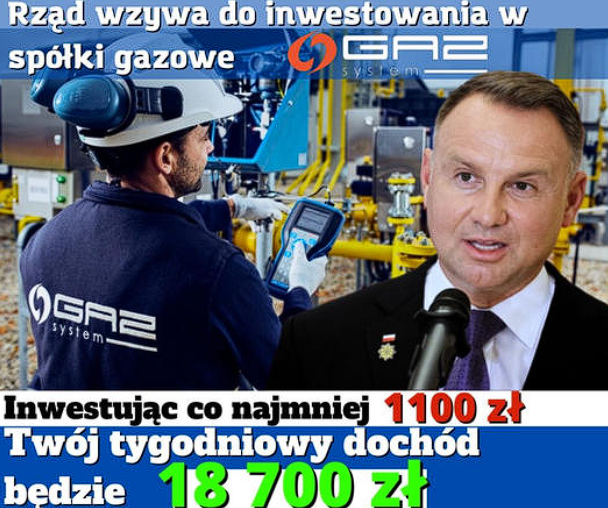 Rząd wzywa do inwestowania w
spółki gazowe GAZ
system
GAZ
system
Inwestując co najmniej 1100 zł
Twój tygodniowy dochód
będzie 18 700 zł